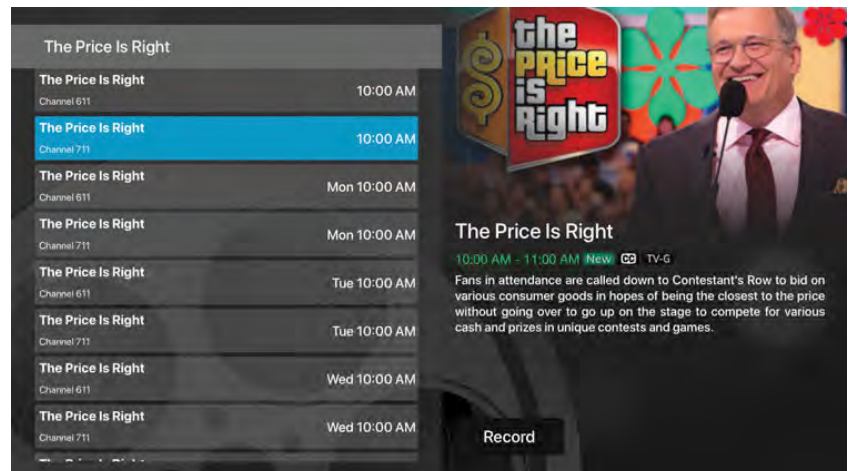 The Price Is Right
The Price Is Right
10:00 AM
Channel 611
The Price Is Right
10:00 AM
Channel 711
The Price Is Right
Mon 10:00 AM
Channel 611
The Price Is Right
Mon 10:00 AM
Channel 711
The Price Is Right
Tue 10:00 AM
Channel 611
The Price Is Right
Tue 10:00 AM
Channel 711
The Price Is Right
Wed 10:00 AM
Channel 611
The Price Is Right
Wed 10:00 AM
Channel 711
the
PRiCe
iS
Right
The Price Is Right
10:00 AM - 11:00 AM New CC TV-G
Fans in attendance are called down to Contestant's Row to bid on
various consumer goods in hopes of being the closest to the price
without going over to go up on the stage to compete for various
cash and prizes in unique contests and games.
Record